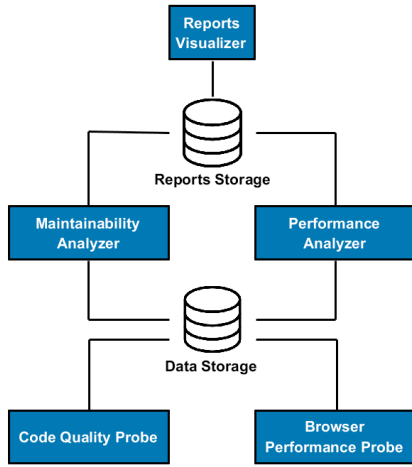 Reports
Visualizer
Reports Storage
Maintainability
Analyzer
Performance
Analyzer
Data Storage
Code Quality Probe
Browser
Performance Probe